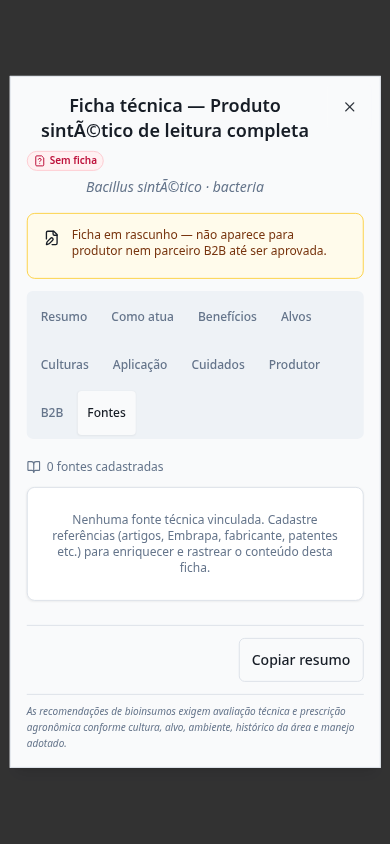 Ficha técnica — Produto
sintÃ©tico de leitura completa
Sem ficha
Bacillus sintÃ©tico · bacteria
Ficha em rascunho — não aparece para
produtor nem parceiro B2B até ser aprovada.
Resumo Como atua Benefícios Alvos
Culturas Aplicação Cuidados Produtor
B2B Fontes
0 fontes cadastradas
Nenhuma fonte técnica vinculada. Cadastre
referências (artigos, Embrapa, fabricante, patentes
etc.) para enriquecer e rastrear o conteúdo desta
ficha.
Copiar resumo
As recomendações de bioinsumos exigem avaliação técnica e prescrição
agronômica conforme cultura, alvo, ambiente, histórico da área e manejo
adotado.